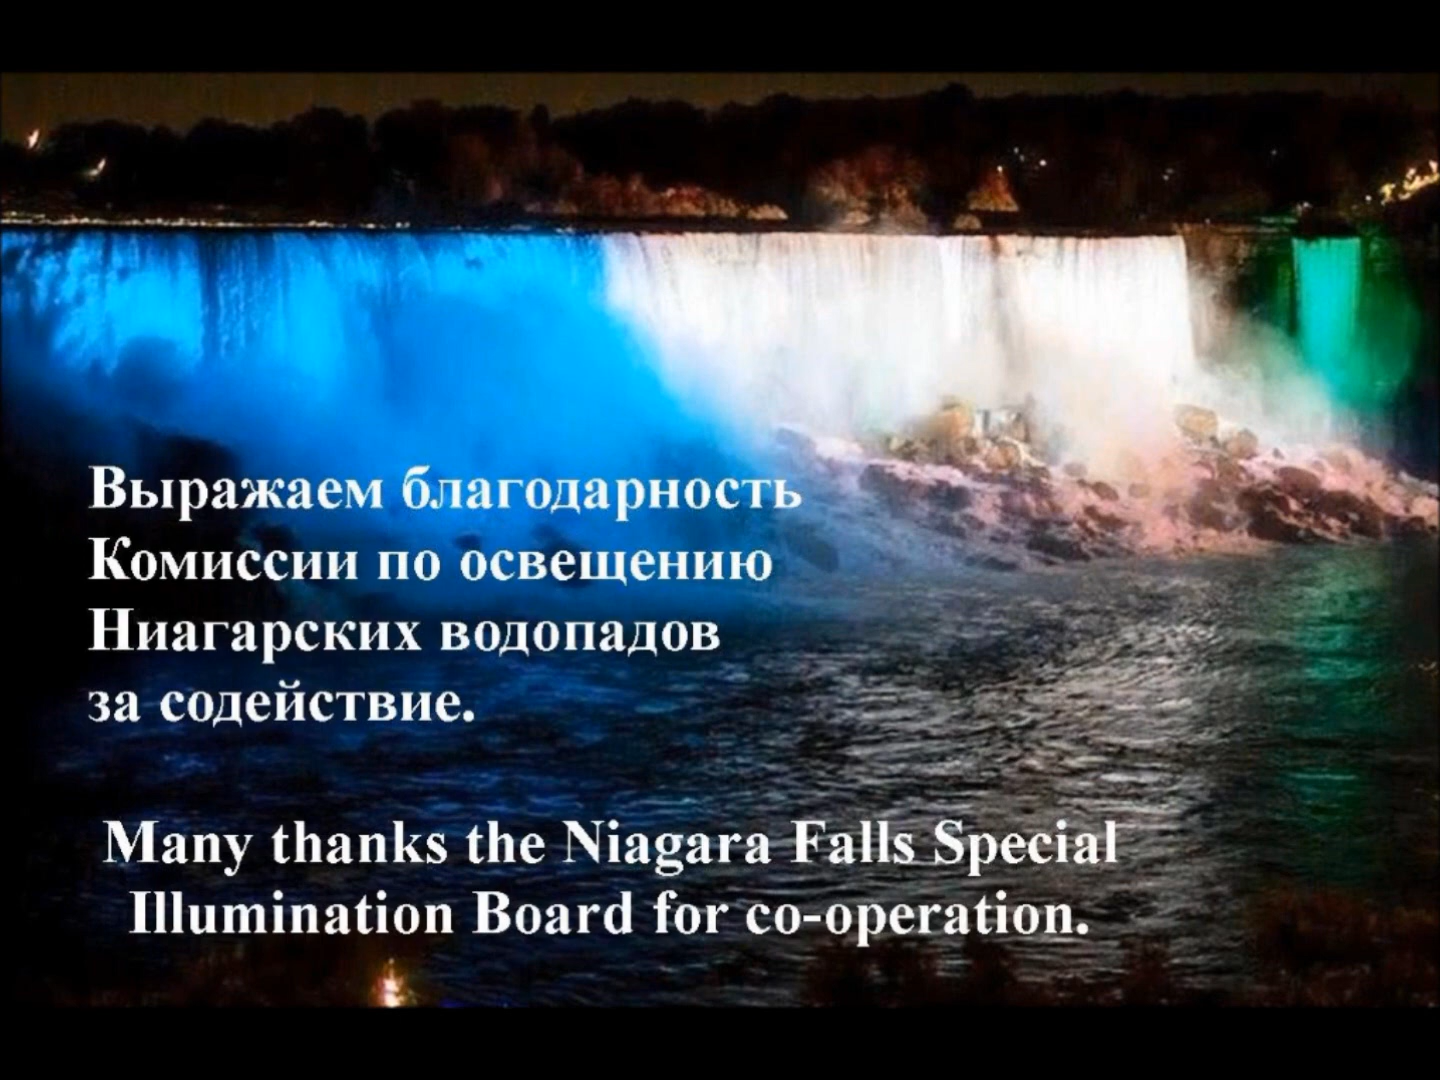 Выражаем благодарность
Комиссии по освещению
Ниагарских водопадов
за содействие.
Many thanks the Niagara Falls Special
Illumination Board for co-operation.